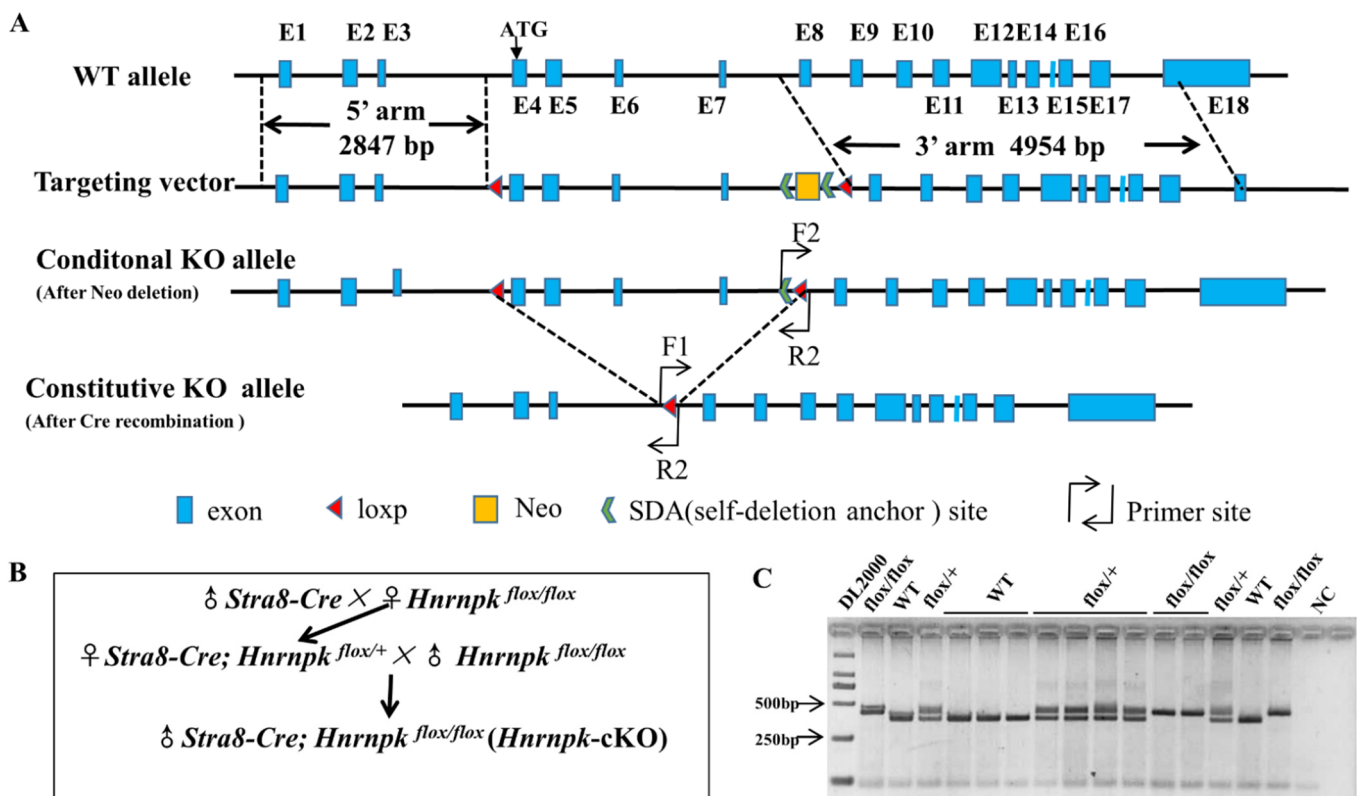 A
E1 E2 E3 ATG E8 E9 E10 E12 E14 E16
WT allele
E4 E5 E6 E7 E11 E13 E15 E17 E18
5’ arm
2847 bp
3’ arm 4954 bp
Targeting vector
F2
Conditonal KO allele
(After Neo deletion)
R2
F1
Constitutive KO allele
(After Cre recombination )
R2
exon loxp Neo SDA(self-deletion anchor ) site Primer site
B
♂ Stra8-Cre × ♀ Hnrnpk flox/flox
♀ Stra8-Cre; Hnrnpk flox/+ × ♂ Hnrnpk flox/flox
♂ Stra8-Cre; Hnrnpk flox/flox (Hnrnpk-cKO)
C
DL2000 flox/flox WT flox/+ WT flox/+ flox/flox flox/+ WT flox/flox NC
500bp
250bp